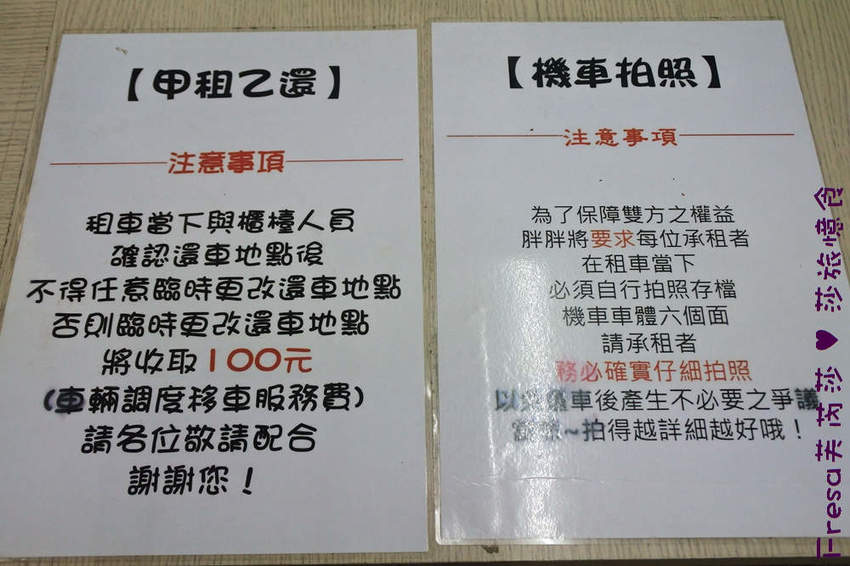 【甲租乙還】
注意事項
租車當下與櫃檯人員
確認還車地點後
不得任意臨時更改還車地點
否則臨時更改還車地點
將收取100元
(車輛調度移車服務費)
請各位敬請配合
謝謝您！
【機車拍照】
注意事項
為了保障雙方之權益
胖胖將要求每位承租者
在租車當下
必須自行拍照存檔
機車車體六個面
請承租者
務必確實仔細拍照
以 車後產生不必要之爭議
~拍得越詳細越好哦！
Fresa芙芮莎 ♥ 莎旅憶食